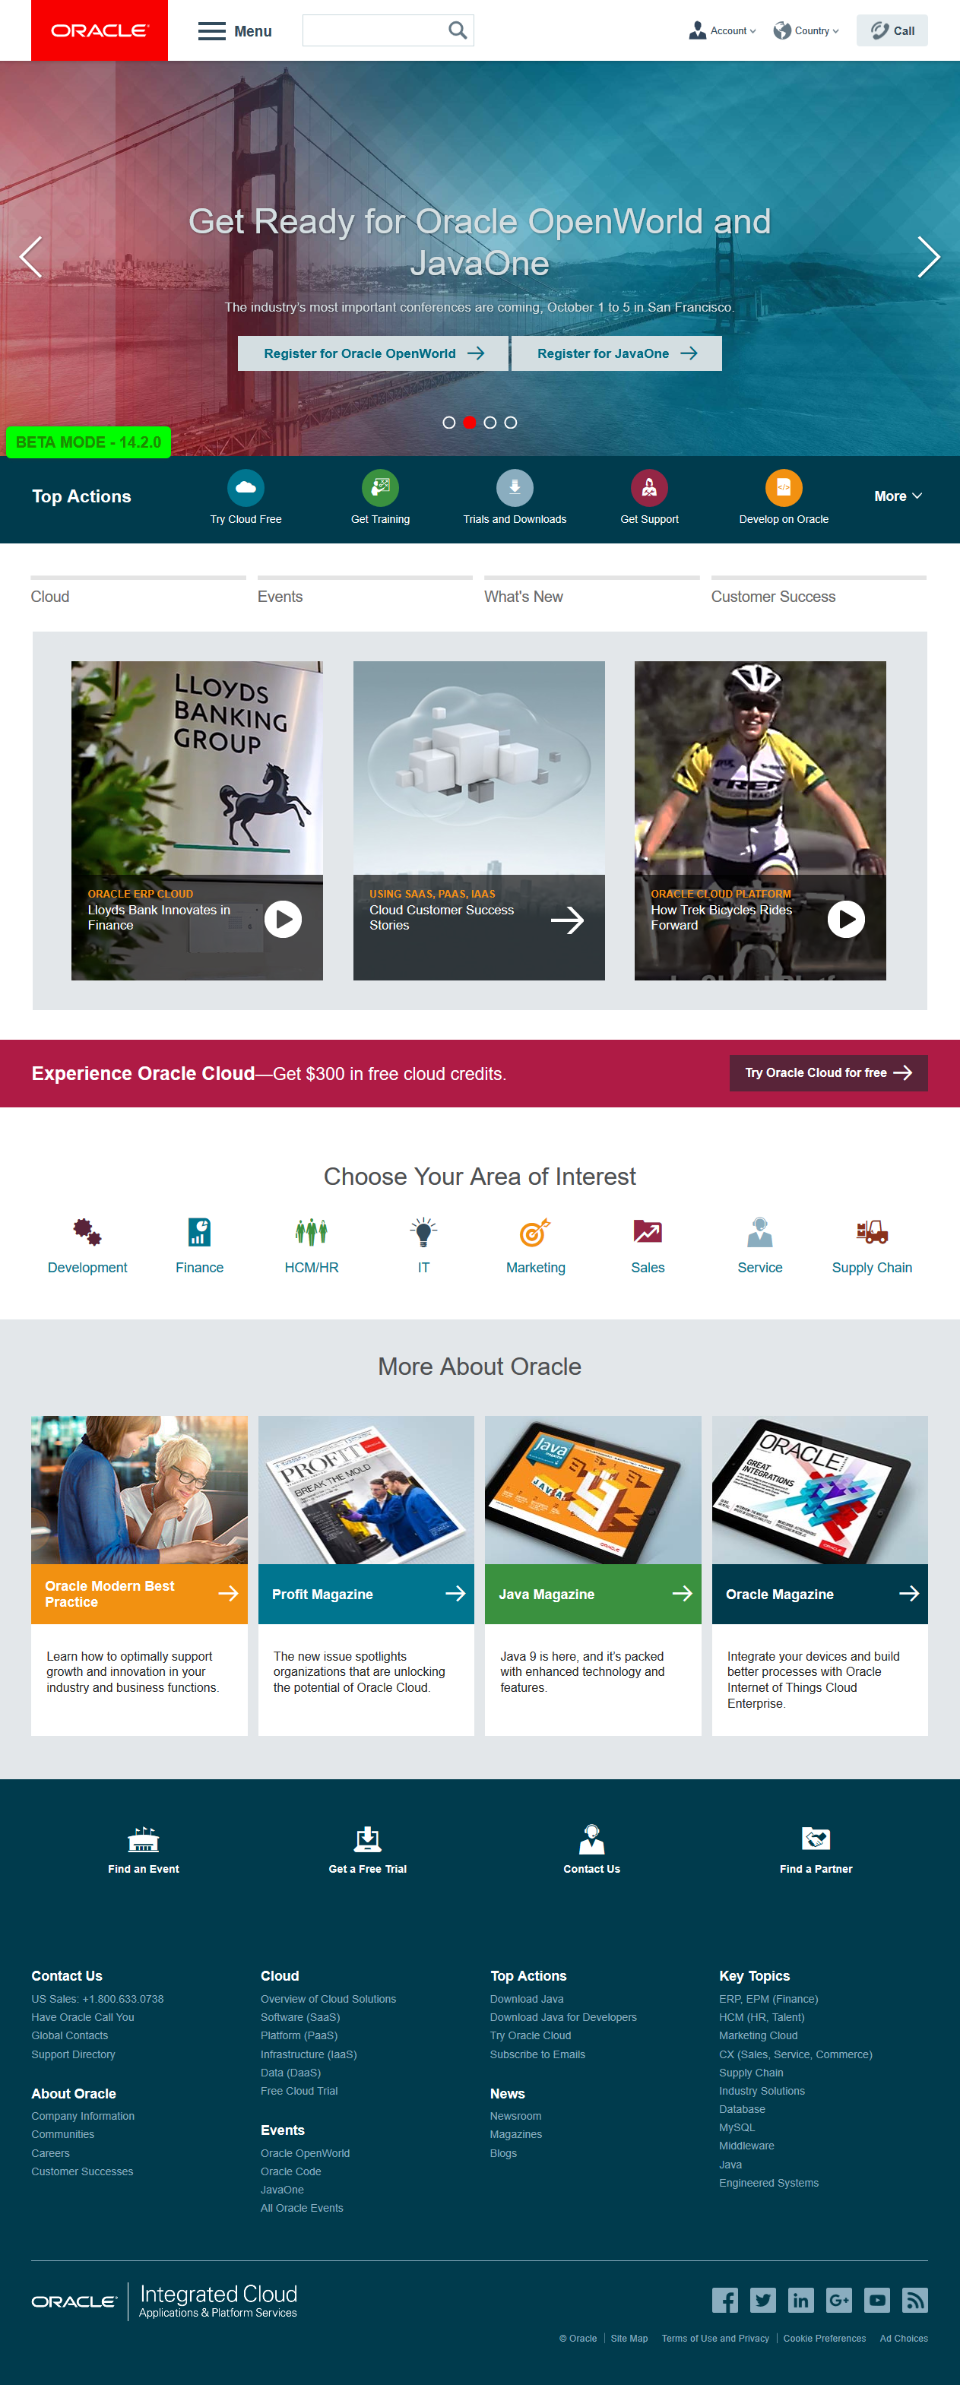 ORACLE
Menu
Account
Country
Call
Get Ready for Oracle OpenWorld and
JavaOne
The industry's most important conferences are coming, October 1 to 5 in San Francisco.
Register for Oracle OpenWorld
Register for JavaOne
BETA MODE - 14.2.0
Top Actions
Try Cloud Free
Get Training
Trials and Downloads
Get Support
Develop on Oracle
More
Cloud
Events
What's New
Customer Success
LLOYDS
BANKING
GROUP
ORACLE ERP CLOUD
Lloyds Bank Innovates in
Finance
USING SAAS, PAAS, IAAS
Cloud Customer Success
Stories
TREK
ORACLE CLOUD PLATFORM
How Trek Bicycles Rides
Forward
Experience Oracle Cloud—Get $300 in free cloud credits.
Try Oracle Cloud for free
Choose Your Area of Interest
Development
Finance
HCM/HR
IT
Marketing
Sales
Service
Supply Chain
More About Oracle
PROFIT
BREAK THE MOLD
Java
JAVA 9
ORACLE
GREAT
INTEGRATIONS
Oracle Modern Best
Practice
Profit Magazine
Java Magazine
Oracle Magazine
Learn how to optimally support
growth and innovation in your
industry and business functions.
The new issue spotlights
organizations that are unlocking
the potential of Oracle Cloud.
Java 9 is here, and it's packed
with enhanced technology and
features.
Integrate your devices and build
better processes with Oracle
Internet of Things Cloud
Enterprise.
Find an Event
Get a Free Trial
Contact Us
Find a Partner
Contact Us
US Sales: +1.800.633.0738
Have Oracle Call You
Global Contacts
Support Directory
About Oracle
Company Information
Communities
Careers
Customer Successes
Cloud
Overview of Cloud Solutions
Software (SaaS)
Platform (PaaS)
Infrastructure (IaaS)
Data (DaaS)
Free Cloud Trial
Events
Oracle OpenWorld
Oracle Code
JavaOne
All Oracle Events
Top Actions
Download Java
Download Java for Developers
Try Oracle Cloud
Subscribe to Emails
News
Newsroom
Magazines
Blogs
Key Topics
ERP, EPM (Finance)
HCM (HR, Talent)
Marketing Cloud
CX (Sales, Service, Commerce)
Supply Chain
Industry Solutions
Database
MySQL
Middleware
Java
Engineered Systems
ORACLE
Integrated Cloud
Applications & Platform Services
© Oracle
Site Map
Terms of Use and Privacy
Cookie Preferences
Ad Choices